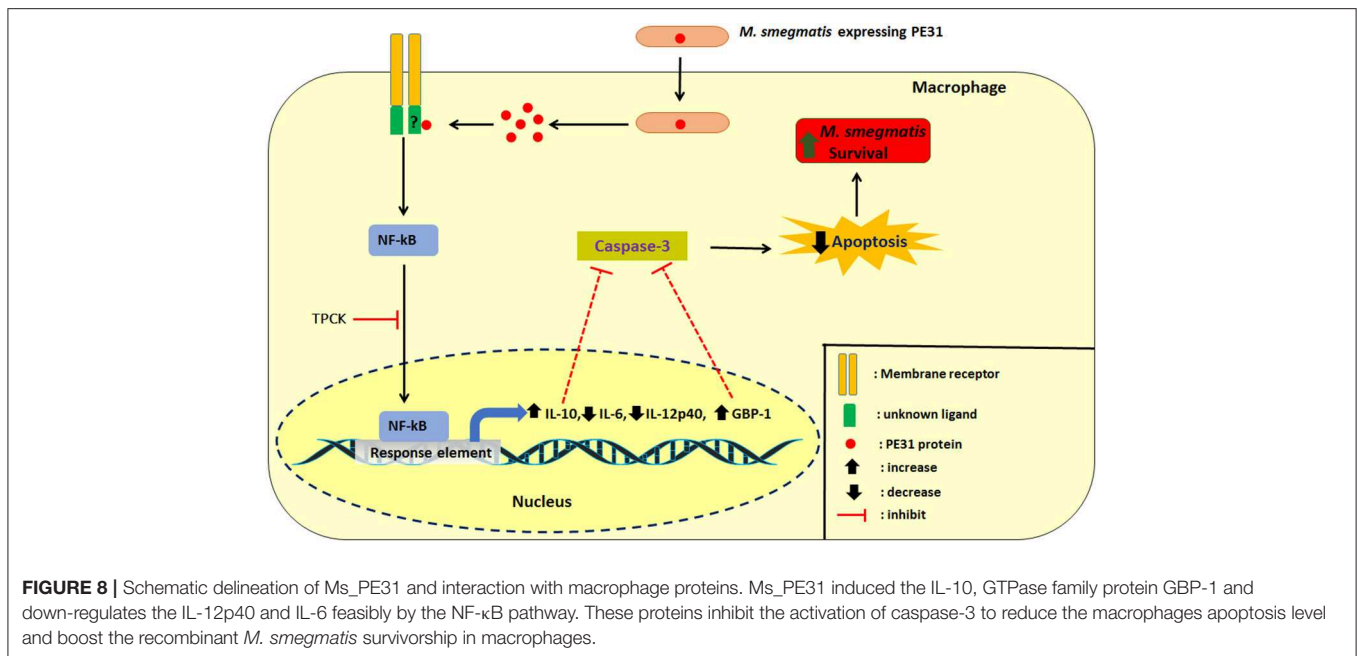 M. smegmatis expressing PE31
Macrophage
?
M. smegmatis
Survival
NF-kB
Caspase-3
Apoptosis
TPCK
NF-kB
IL-10, IL-6, IL-12p40, GBP-1
Response element
Nucleus
: Membrane receptor
: unknown ligand
: PE31 protein
: increase
: decrease
: inhibit
FIGURE 8 | Schematic delineation of Ms_PE31 and interaction with macrophage proteins. Ms_PE31 induced the IL-10, GTPase family protein GBP-1 and
down-regulates the IL-12p40 and IL-6 feasibly by the NF-κB pathway. These proteins inhibit the activation of caspase-3 to reduce the macrophages apoptosis level
and boost the recombinant M. smegmatis survivorship in macrophages.